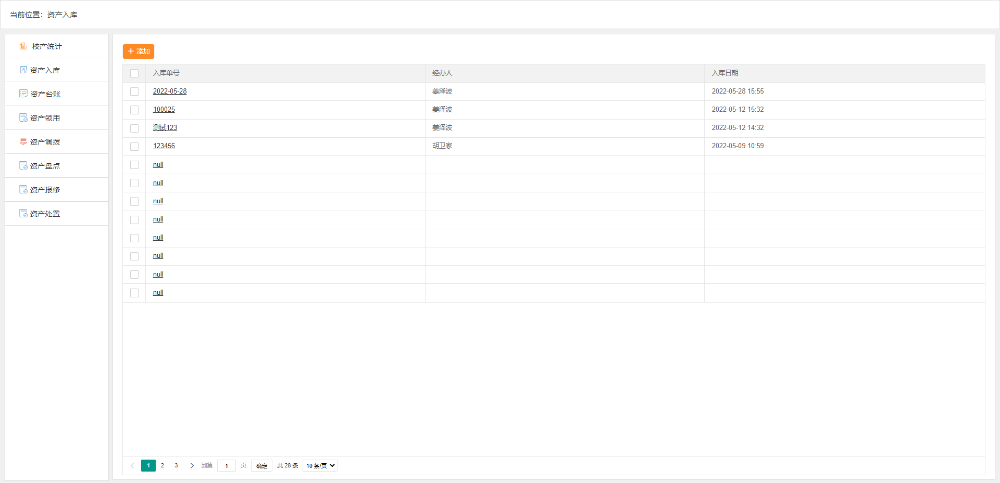 当前位置：资产入库
校产统计
资产入库
资产台账
资产领用
资产调拨
资产盘点
资产报修
资产处置
添加
入库单号 经办人 入库日期
2022-05-28 姜泽波 2022-05-28 15:55
100025 姜泽波 2022-05-12 15:32
测试123 姜泽波 2022-05-12 14:32
123456 胡卫家 2022-05-09 10:59
null
null
null
null
null
null
null
null
1 2 3 到第 1 页 确定 共 28 条 10 条/页